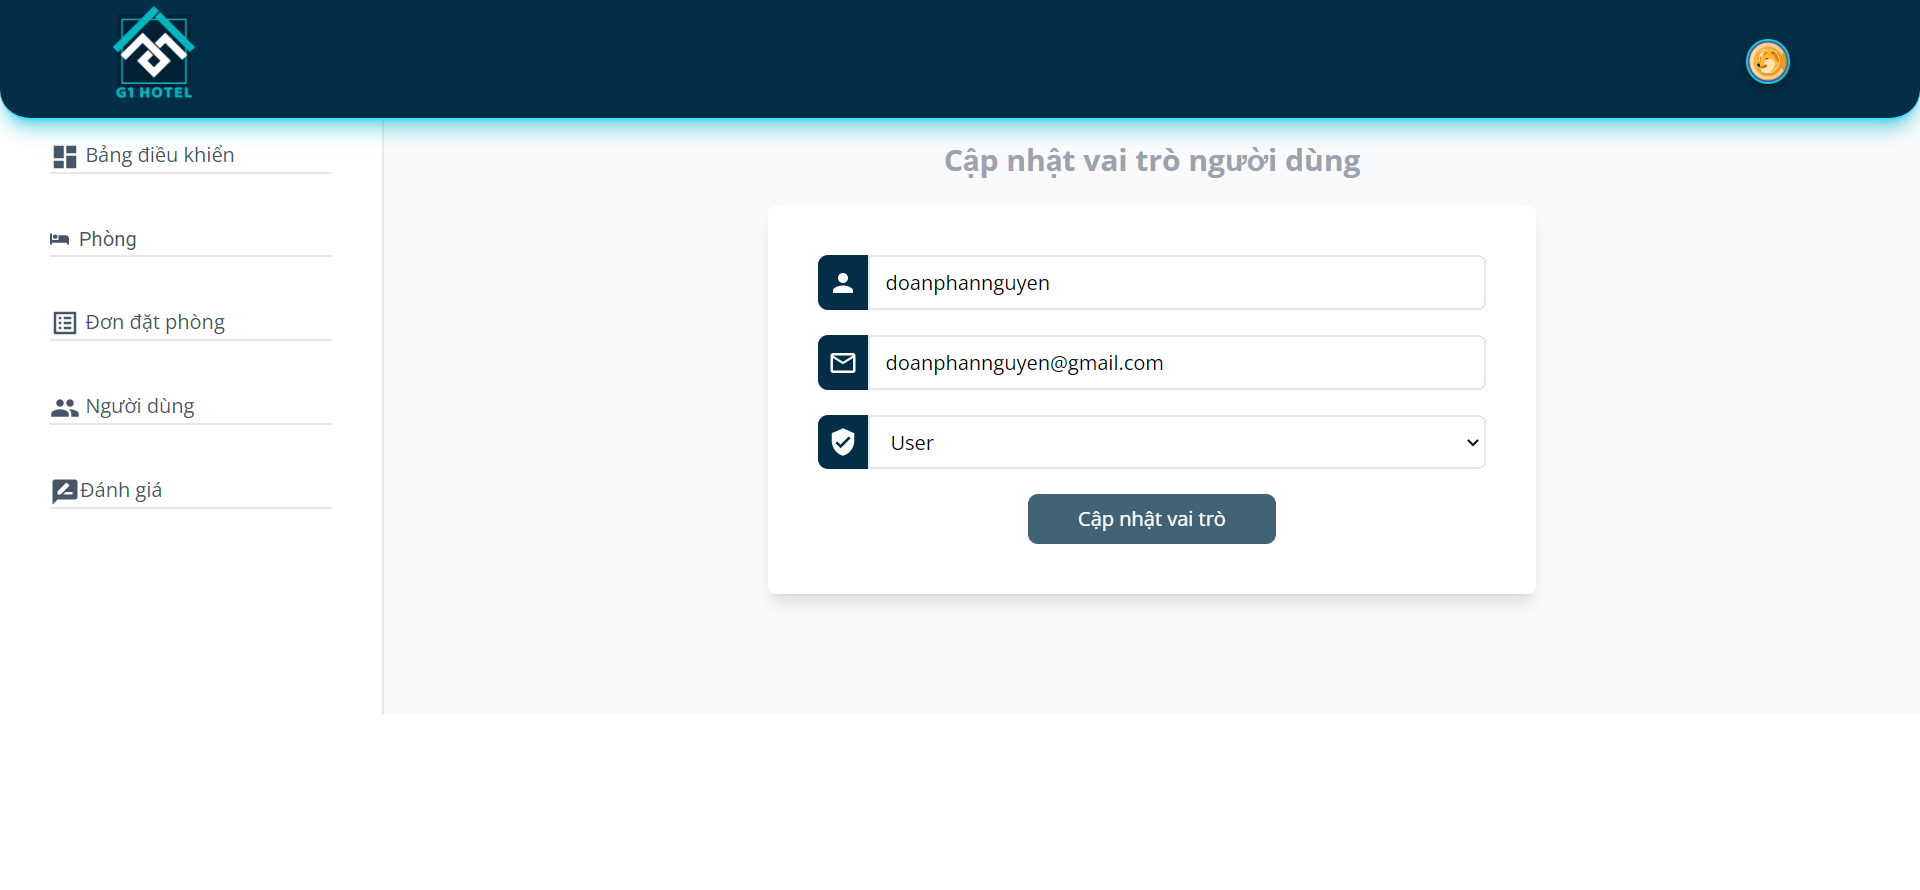 G1 HOTEL
Bảng điều khiển
Phòng
Đơn đặt phòng
Người dùng
Đánh giá
Cập nhật vai trò người dùng
doanphannguyen
doanphannguyen@gmail.com
User
Cập nhật vai trò